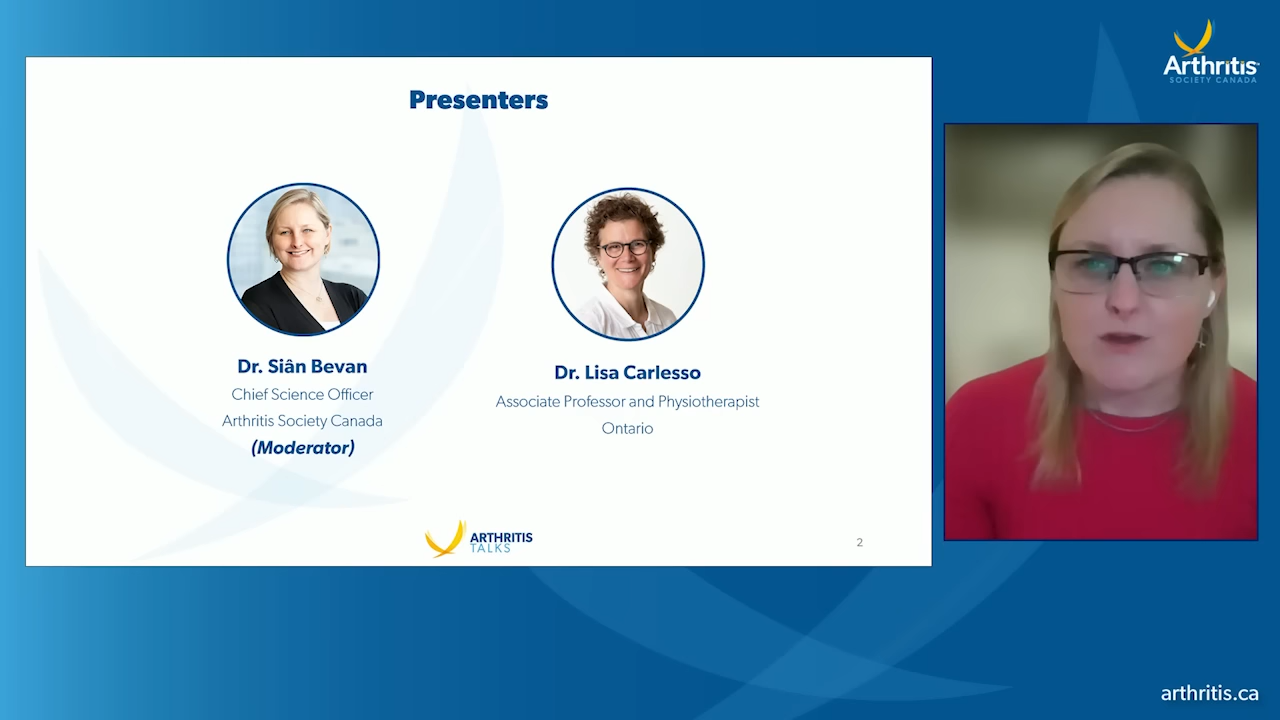 Presenters
Dr. Siân Bevan
Chief Science Officer
Arthritis Society Canada
(Moderator)
Dr. Lisa Carlesso
Associate Professor and Physiotherapist
Ontario
ARTHRITIS
TALKS
2
Arthritis
SOCIETY CANADA
arthritis.ca